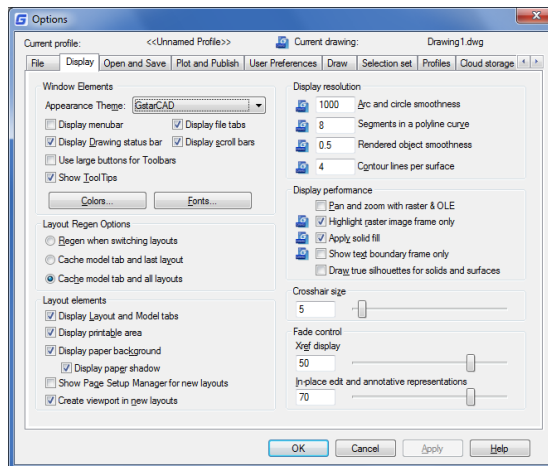 Options
Current profile: <<Unnamed Profile>> Current drawing: Drawing1.dwg
File Display Open and Save Plot and Publish User Preferences Draw Selection set Profiles Cloud storage
Window Elements
Appearance Theme: GstarCAD
Display menubar Display file tabs
Display Drawing status bar Display scroll bars
Use large buttons for Toolbars
Show ToolTips
Colors... Fonts...
Layout Regen Options
Regen when switching layouts
Cache model tab and last layout
Cache model tab and all layouts
Layout elements
Display Layout and Model tabs
Display printable area
Display paper background
Display paper shadow
Show Page Setup Manager for new layouts
Create viewport in new layouts
Display resolution
1000 Arc and circle smoothness
8 Segments in a polyline curve
0.5 Rendered object smoothness
4 Contour lines per surface
Display performance
Pan and zoom with raster & OLE
Highlight raster image frame only
Apply solid fill
Show text boundary frame only
Draw true silhouettes for solids and surfaces
Crosshair size
5
Fade control
Xref display
50
In-place edit and annotative representations
70
OK Cancel Apply Help